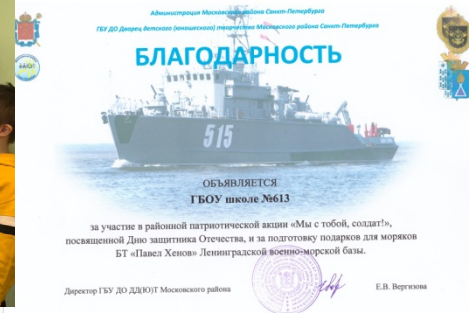 Администрация Московского района Санкт-Петербурга
ГБУ ДО Дворец детского (юношеского) творчества Московского района Санкт-Петербурга
БЛАГОДАРНОСТЬ
515
ОБЪЯВЛЯЕТСЯ
ГБОУ школе №613
за участие в районной патриотической акции «Мы с тобой, солдат!»,
посвященной Дню защитника Отечества, и за подготовку подарков для моряков
БТ «Павел Хенов» Ленинградской военно-морской базы.
Директор ГБУ ДО ДД(Ю)Т Московского района
Е.В. Вергизова